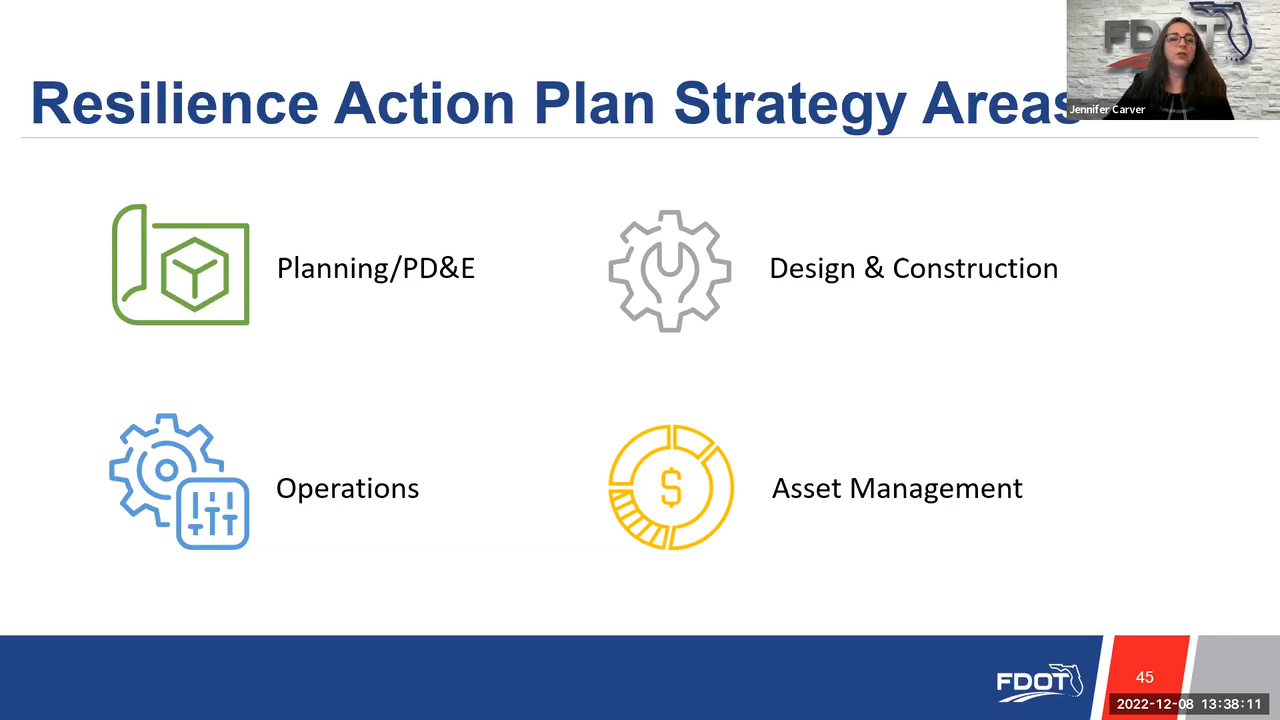 Resilience Action Plan Strategy Areas
FDOT
Jennifer Carver
Planning/PD&E
Design & Construction
Operations
$
Asset Management
FDOT
45
2022-12-08 13:38:11